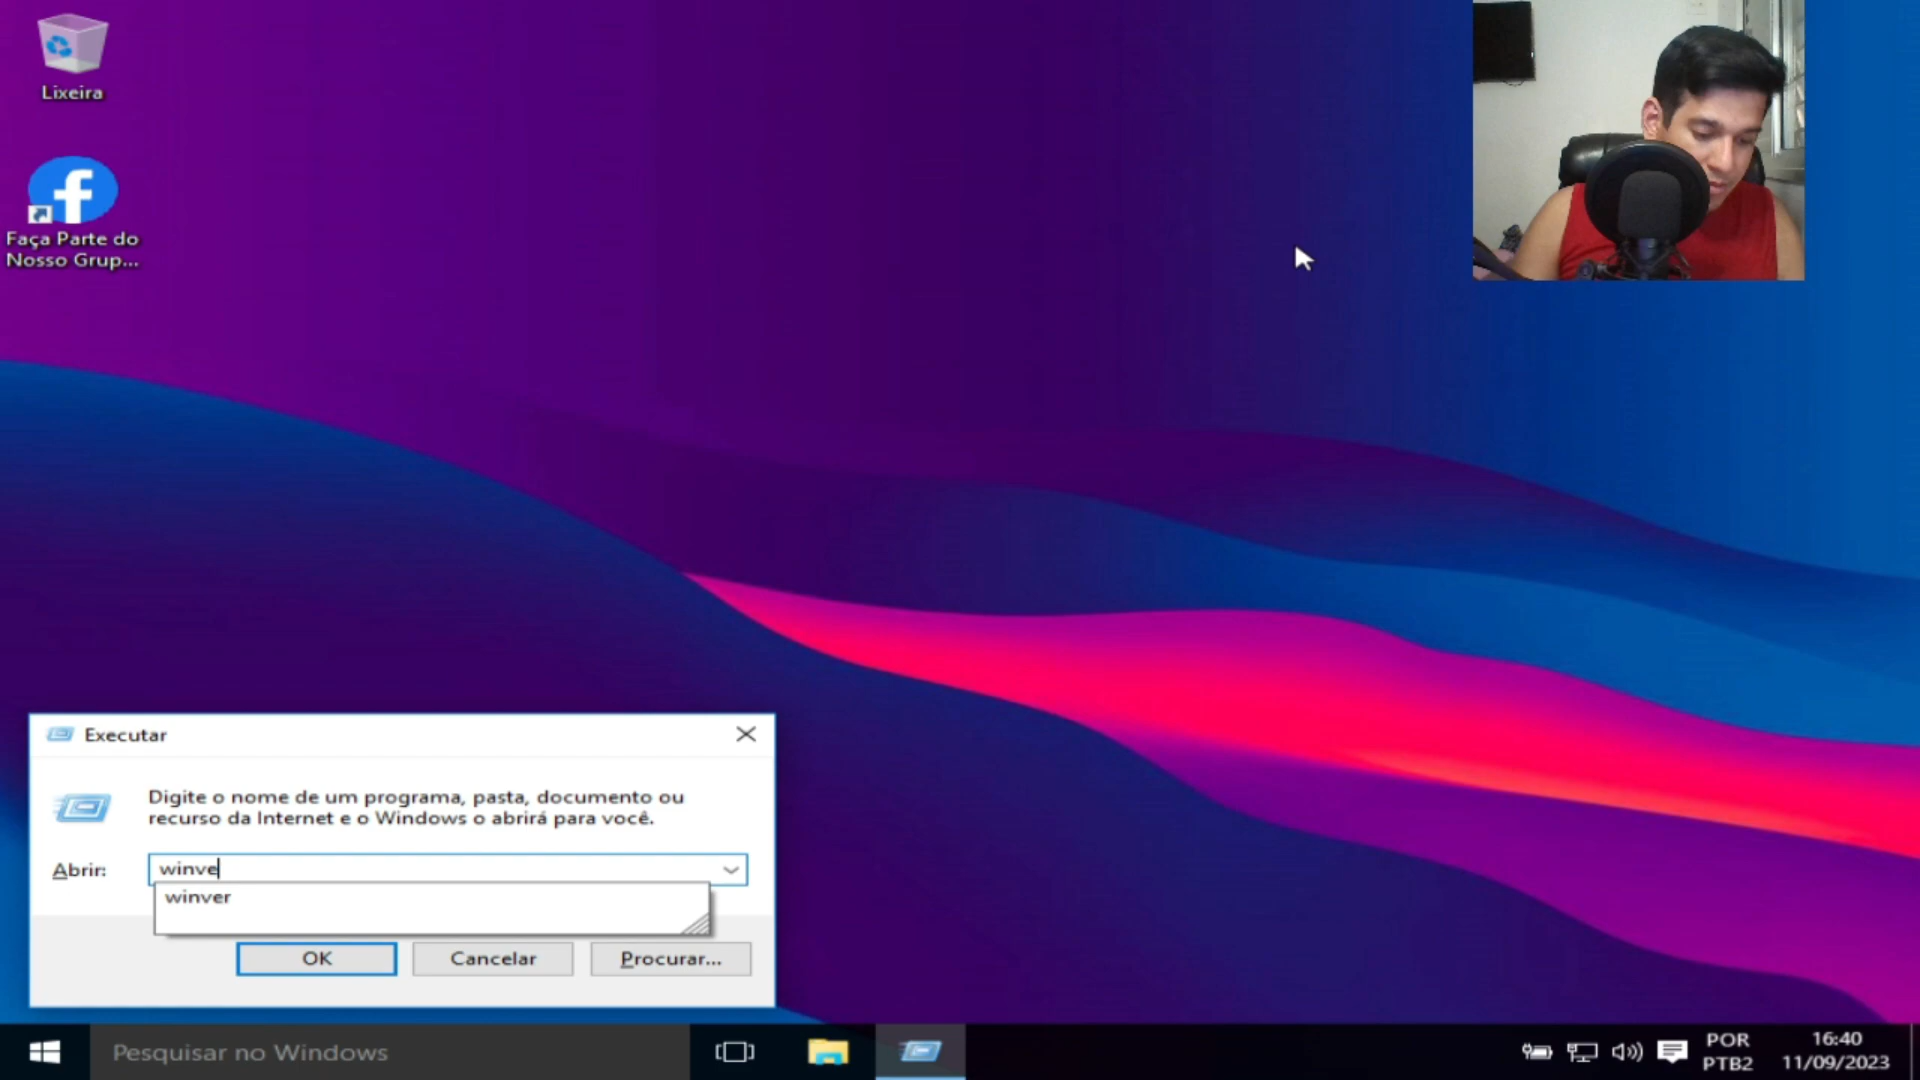 Lixeira
Faça Parte do
Nosso Grup...
Executar
Digite o nome de um programa, pasta, documento ou
recurso da Internet e o Windows o abrirá para você.
Abrir:
winve
winver
OK
Cancelar
Procurar...
Pesquisar no Windows
POR
PTB2
16:40
11/09/2023